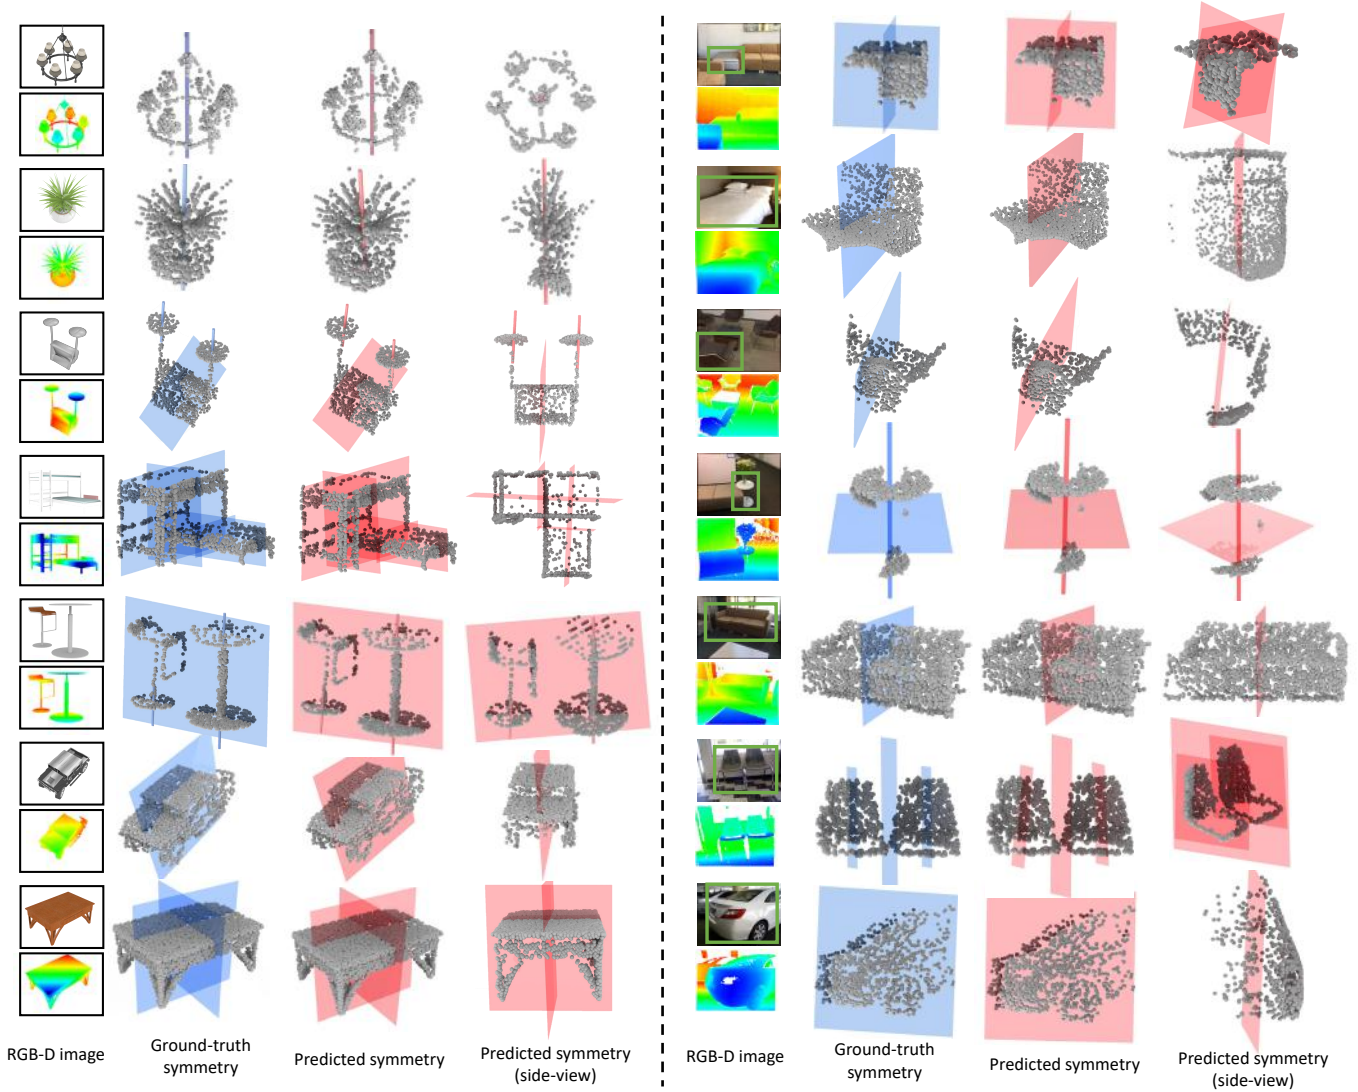 RGB-D image
Ground-truth
symmetry
Predicted symmetry
Predicted symmetry
(side-view)
RGB-D image
Ground-truth
symmetry
Predicted symmetry
Predicted symmetry
(side-view)